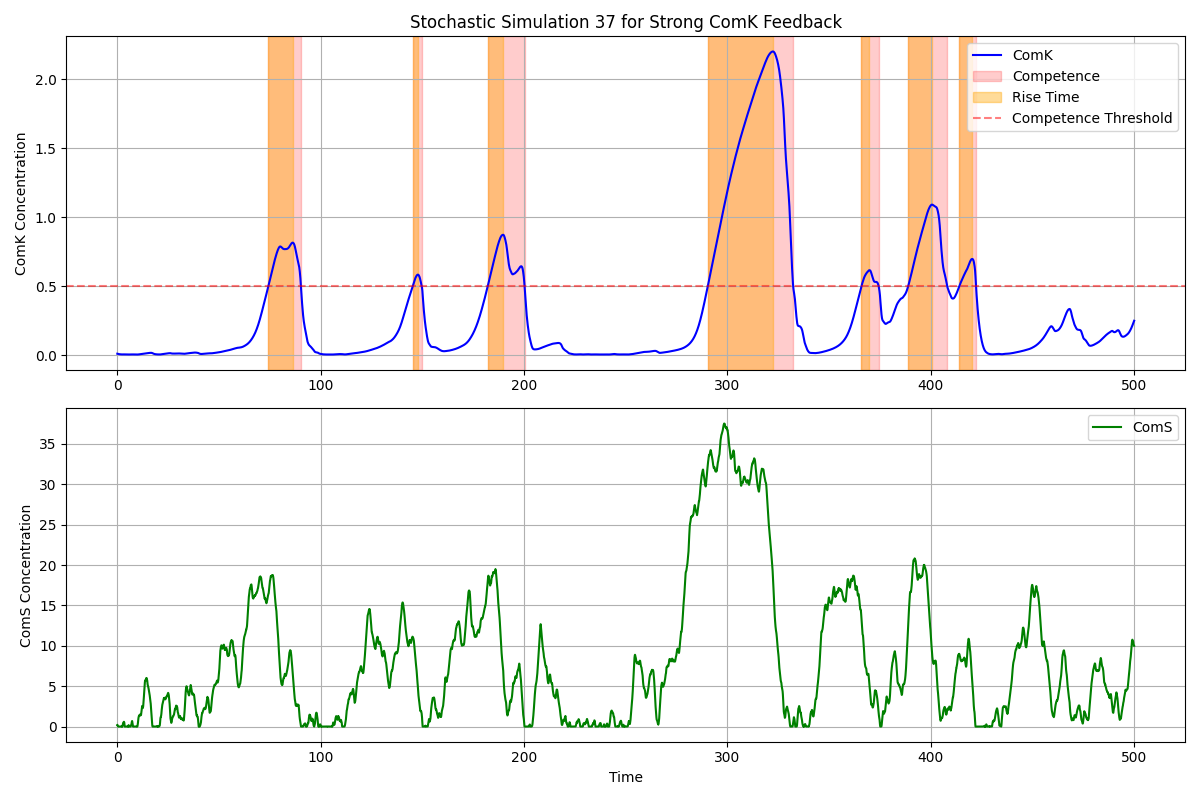 Stochastic Simulation 37 for Strong ComK Feedback
ComK Concentration
2.0
1.5
1.0
0.5
0.0
ComK
Competence
Rise Time
Competence Threshold
0 100 200 300 400 500
ComS Concentration
35
30
25
20
15
10
5
0
ComS
0 100 200 300 400 500
Time